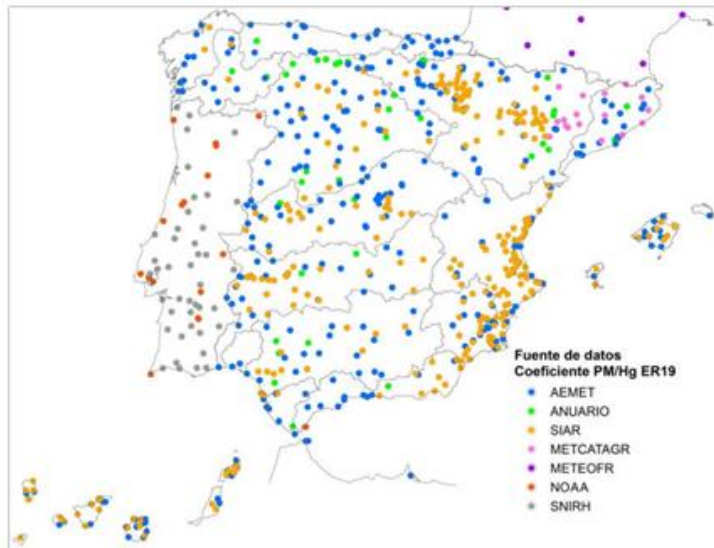 Fuente de datos
Coeficiente PM/Hg ER19
AEMET
ANUARIO
SIAR
METCATAGR
METEOFR
NOAA
SNIRH